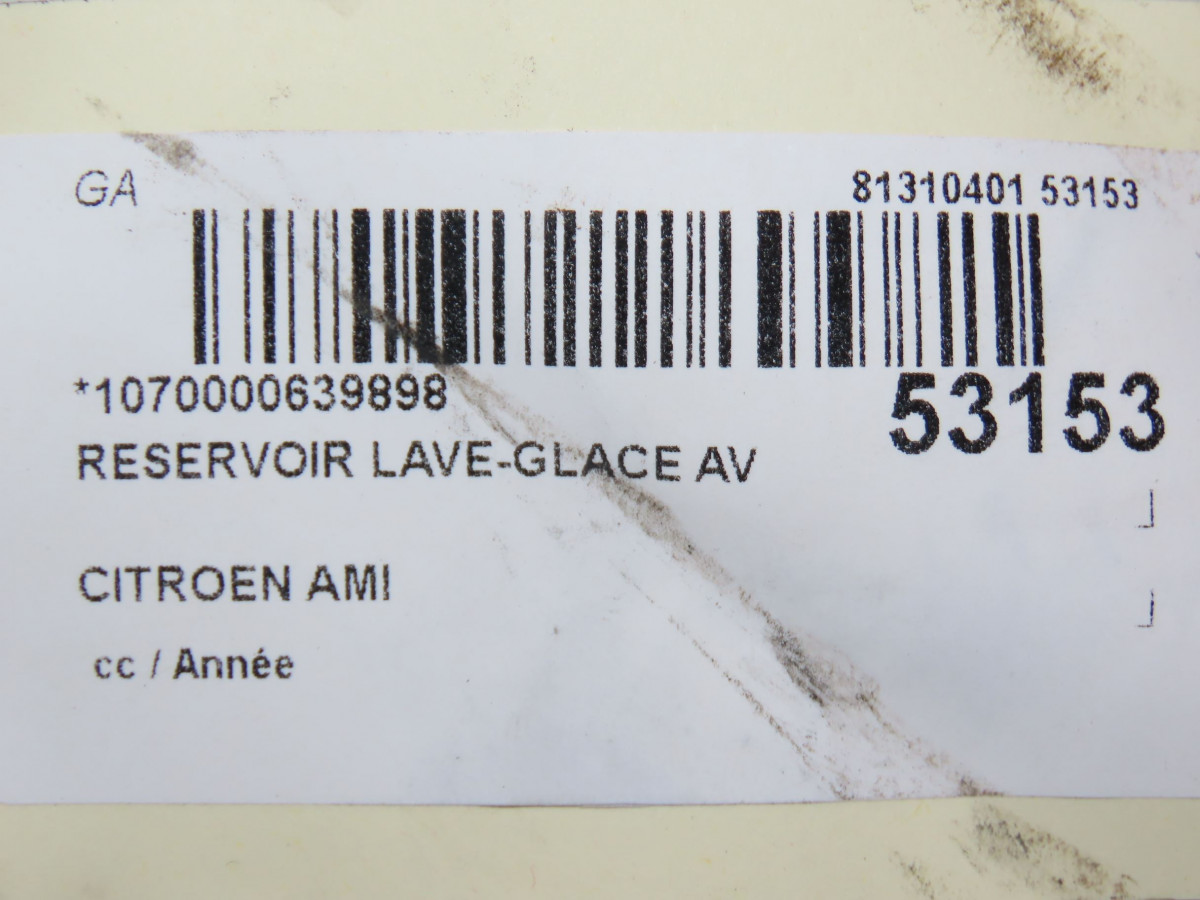 GA
81310401 53153
*1070000639898
53153
RESERVOIR LAVE-GLACE AV
CITROEN AMI
cc / Année